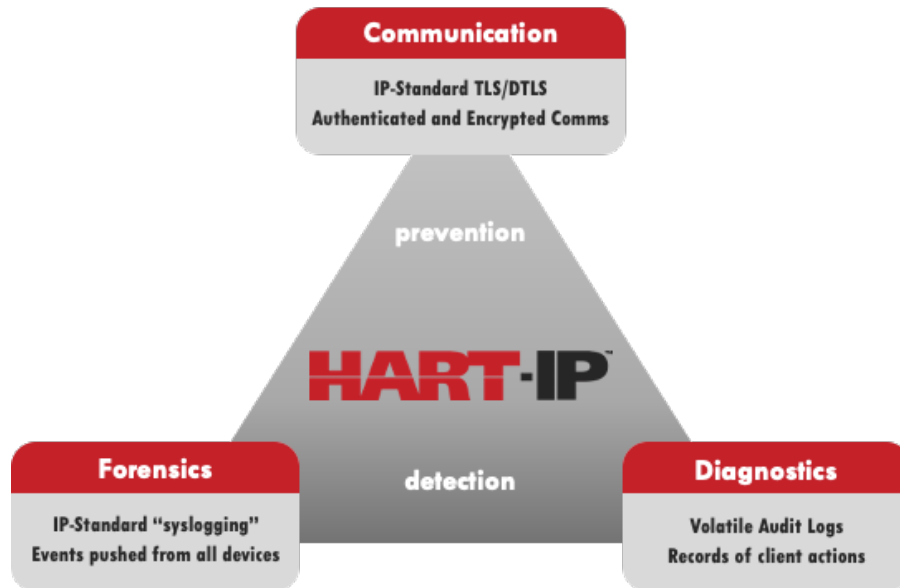 Communication
IP-Standard TLS/DTLS
Authenticated and Encrypted Comms
prevention
HART-IP™
detection
Forensics
IP-Standard “syslogging”
Events pushed from all devices
Diagnostics
Volatile Audit Logs
Records of client actions